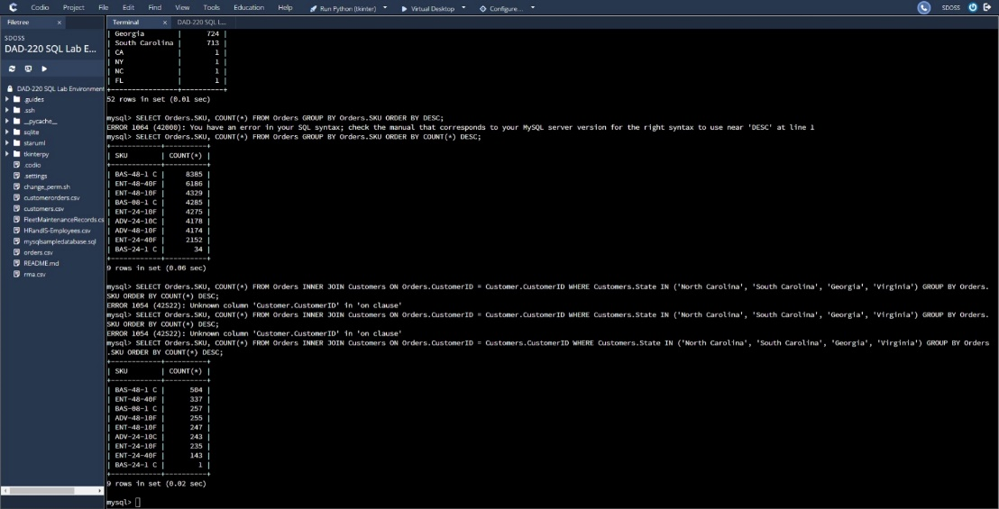 Codio Project File Edit Find View Tools Education Help Run Python (tkinter) Virtual Desktop Configure... SDOSS
Filetree x
Terminal x DAD-220 SQL L...
SDOSS
DAD-220 SQL Lab E...
DAD-220 SQL Lab Environment
.guides
.ssh
__pycache__
sqlite
staruml
tkinterpy
.codio
.settings
change_perm.sh
customerorders.csv
customers.csv
FleetMaintenanceRecords.cs
HRandIS-Employees.csv
mysqlsampledatabase.sql
orders.csv
README.md
rma.csv
| Georgia | 724 |
| South Carolina | 713 |
| CA | 1 |
| NY | 1 |
| NC | 1 |
| FL | 1 |
+----------------+----------+
52 rows in set (0.01 sec)
mysql> SELECT Orders.SKU, COUNT(*) FROM Orders GROUP BY Orders.SKU ORDER BY DESC;
ERROR 1064 (42000): You have an error in your SQL syntax; check the manual that corresponds to your MySQL server version for the right syntax to use near 'DESC' at line 1
mysql> SELECT Orders.SKU, COUNT(*) FROM Orders GROUP BY Orders.SKU ORDER BY COUNT(*) DESC;
+------------+----------+
| SKU | COUNT(*) |
+------------+----------+
| BAS-48-1 C | 8385 |
| ENT-48-40F | 6186 |
| ENT-48-10F | 4329 |
| BAS-08-1 C | 4285 |
| ENT-24-10F | 4275 |
| ADV-24-10C | 4178 |
| ADV-48-10F | 4174 |
| ENT-24-40F | 2152 |
| BAS-24-1 C | 34 |
+------------+----------+
9 rows in set (0.06 sec)
mysql> SELECT Orders.SKU, COUNT(*) FROM Orders INNER JOIN Customers ON Orders.CustomerID = Customer.CustomerID WHERE Customers.State IN ('North Carolina', 'South Carolina', 'Georgia', 'Virginia') GROUP BY Orders.
SKU ORDER BY COUNT(*) DESC;
ERROR 1054 (42S22): Unknown column 'Customer.CustomerID' in 'on clause'
mysql> SELECT Orders.SKU, COUNT(*) FROM Orders INNER JOIN Customers ON Orders.CustomerID = Customer.CustomerID WHERE Customers.State IN ('North Carolina', 'South Carolina', 'Georgia', 'Virginia') GROUP BY Orders.
SKU ORDER BY COUNT(*) DESC;
ERROR 1054 (42S22): Unknown column 'Customer.CustomerID' in 'on clause'
mysql> SELECT Orders.SKU, COUNT(*) FROM Orders INNER JOIN Customers ON Orders.CustomerID = Customers.CustomerID WHERE Customers.State IN ('North Carolina', 'South Carolina', 'Georgia', 'Virginia') GROUP BY Orders
.SKU ORDER BY COUNT(*) DESC;
+------------+----------+
| SKU | COUNT(*) |
+------------+----------+
| BAS-48-1 C | 504 |
| ENT-48-40F | 337 |
| BAS-08-1 C | 257 |
| ADV-48-10F | 255 |
| ENT-48-10F | 247 |
| ADV-24-10C | 243 |
| ENT-24-10F | 235 |
| ENT-24-40F | 143 |
| BAS-24-1 C | 1 |
+------------+----------+
9 rows in set (0.02 sec)
mysql>